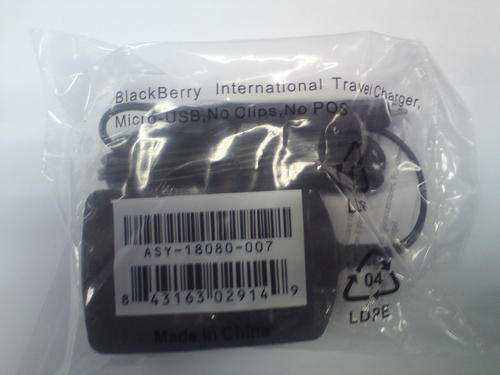 BlackBerry International Travel Charger,
Micro-USB, No Clips, No POS
ASY-18080-007
8 43163 02914 9
04
LDPE
Made in China